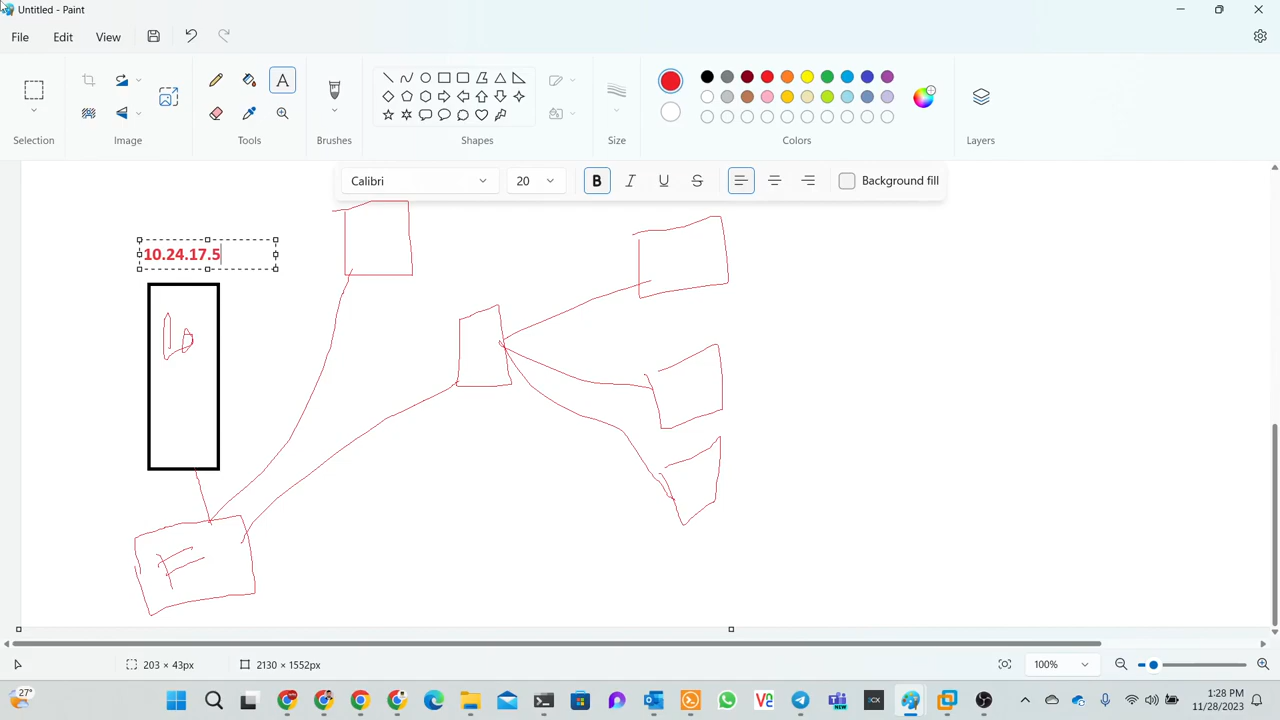 Untitled - Paint
File
Edit
View
Selection
Image
Tools
Brushes
Shapes
Size
Colors
Layers
Calibri
20
B
I
U
Background fill
10.24.17.5
F
203 × 43px
2130 × 1552px
100%
27°
1:28 PM
11/28/2023